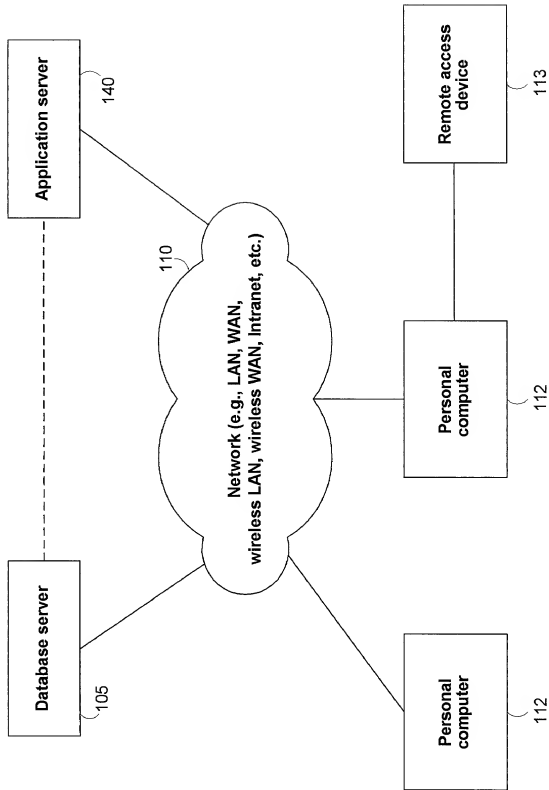 Database server
105
Application server
140
110
Network (e.g., LAN, WAN,
wireless LAN, wireless WAN, Intranet, etc.)
Personal
computer
112
Personal
computer
112
Remote access
device
113